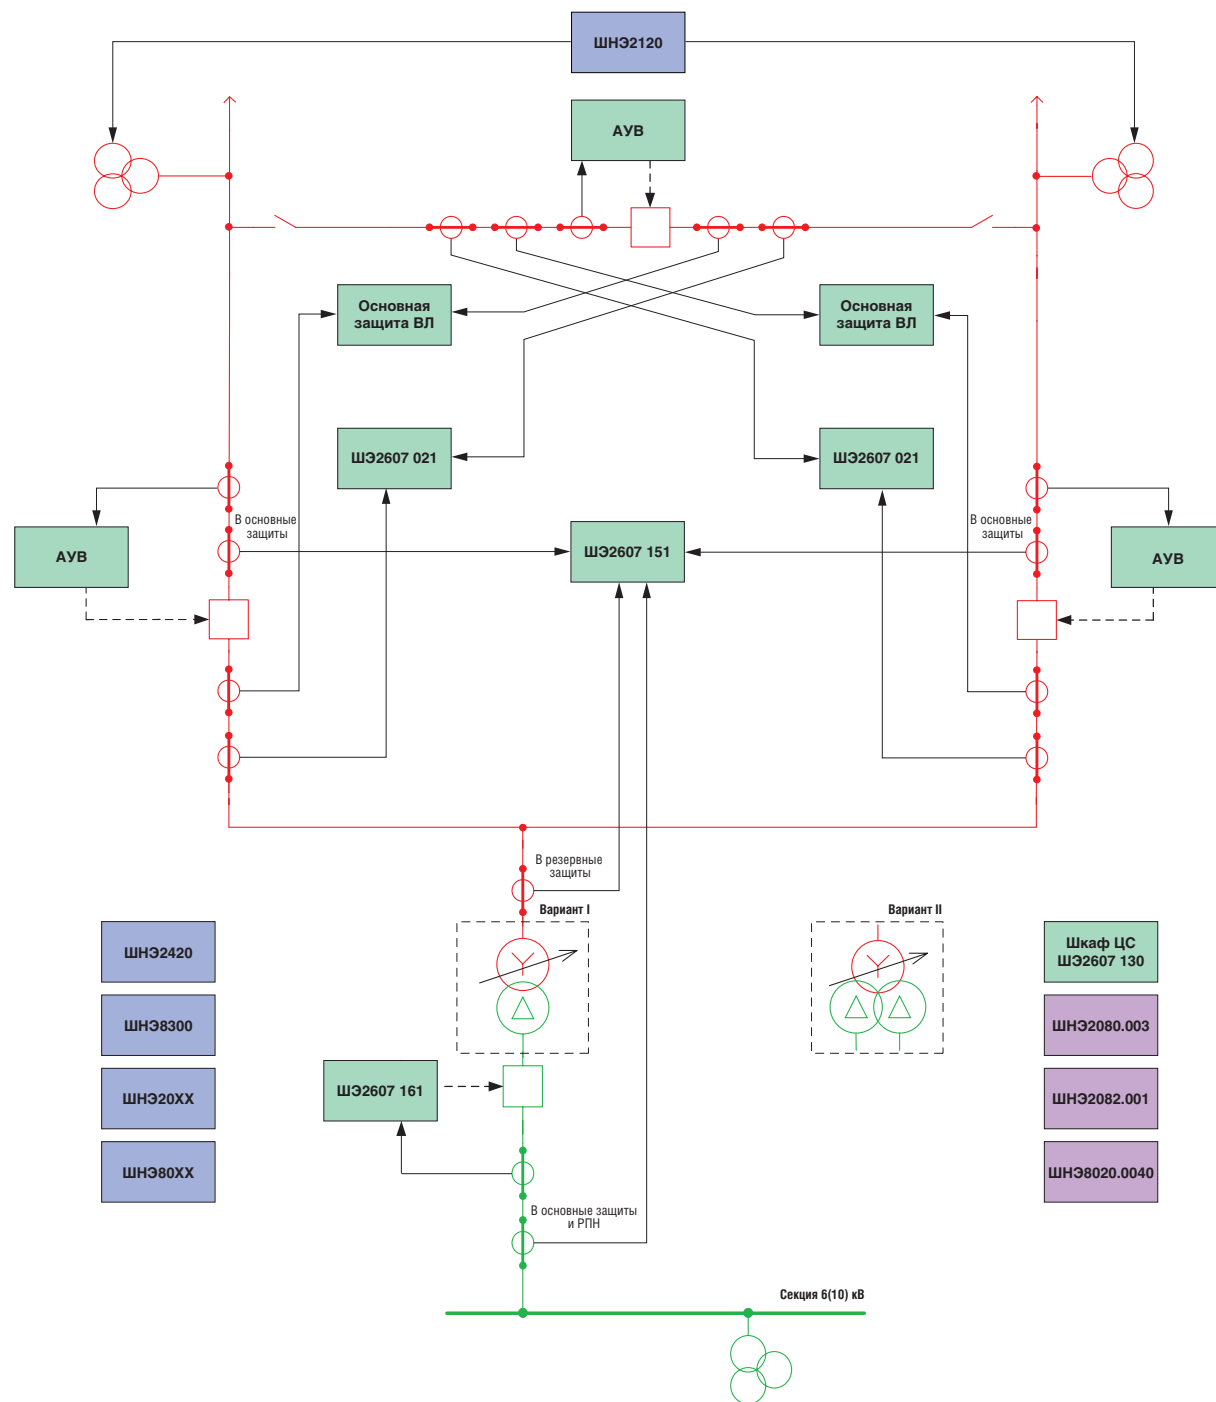 ШНЭ2120
АУВ
Основная
защита ВЛ
Основная
защита ВЛ
ШЭ2607 021
ШЭ2607 021
В основные
защиты
В основные
защиты
АУВ
ШЭ2607 151
АУВ
В резервные
защиты
Вариант I
Вариант II
ШНЭ2420
ШНЭ8300
ШНЭ20ХХ
ШНЭ80ХХ
Шкаф ЦС
ШЭ2607 130
ШНЭ2080.003
ШНЭ2082.001
ШНЭ8020.0040
ШЭ2607 161
В основные защиты
и РПН
Секция 6(10) кВ